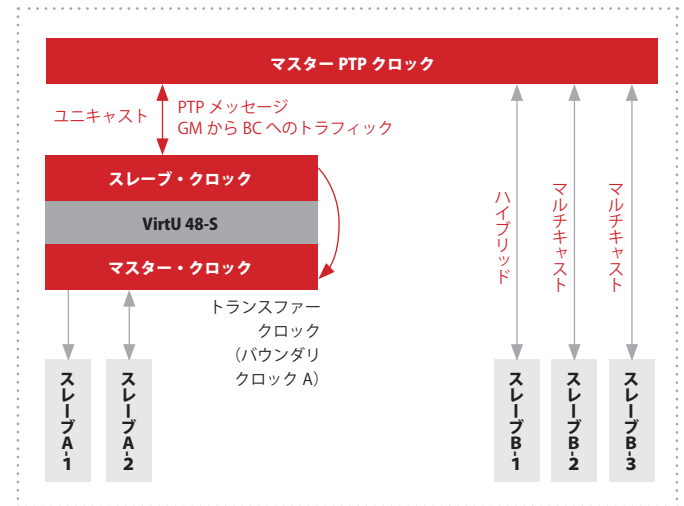 マスター PTP クロック
ユニキャスト
PTP メッセージ
GM から BC へのトラフィック
スレーブ・クロック
VirtU 48-S
マスター・クロック
トランスファー
クロック
（バウンダリ
クロック A）
ハイブリッド
マルチキャスト
マルチキャスト
スレーブA-1
スレーブA-2
スレーブB-1
スレーブB-2
スレーブB-3